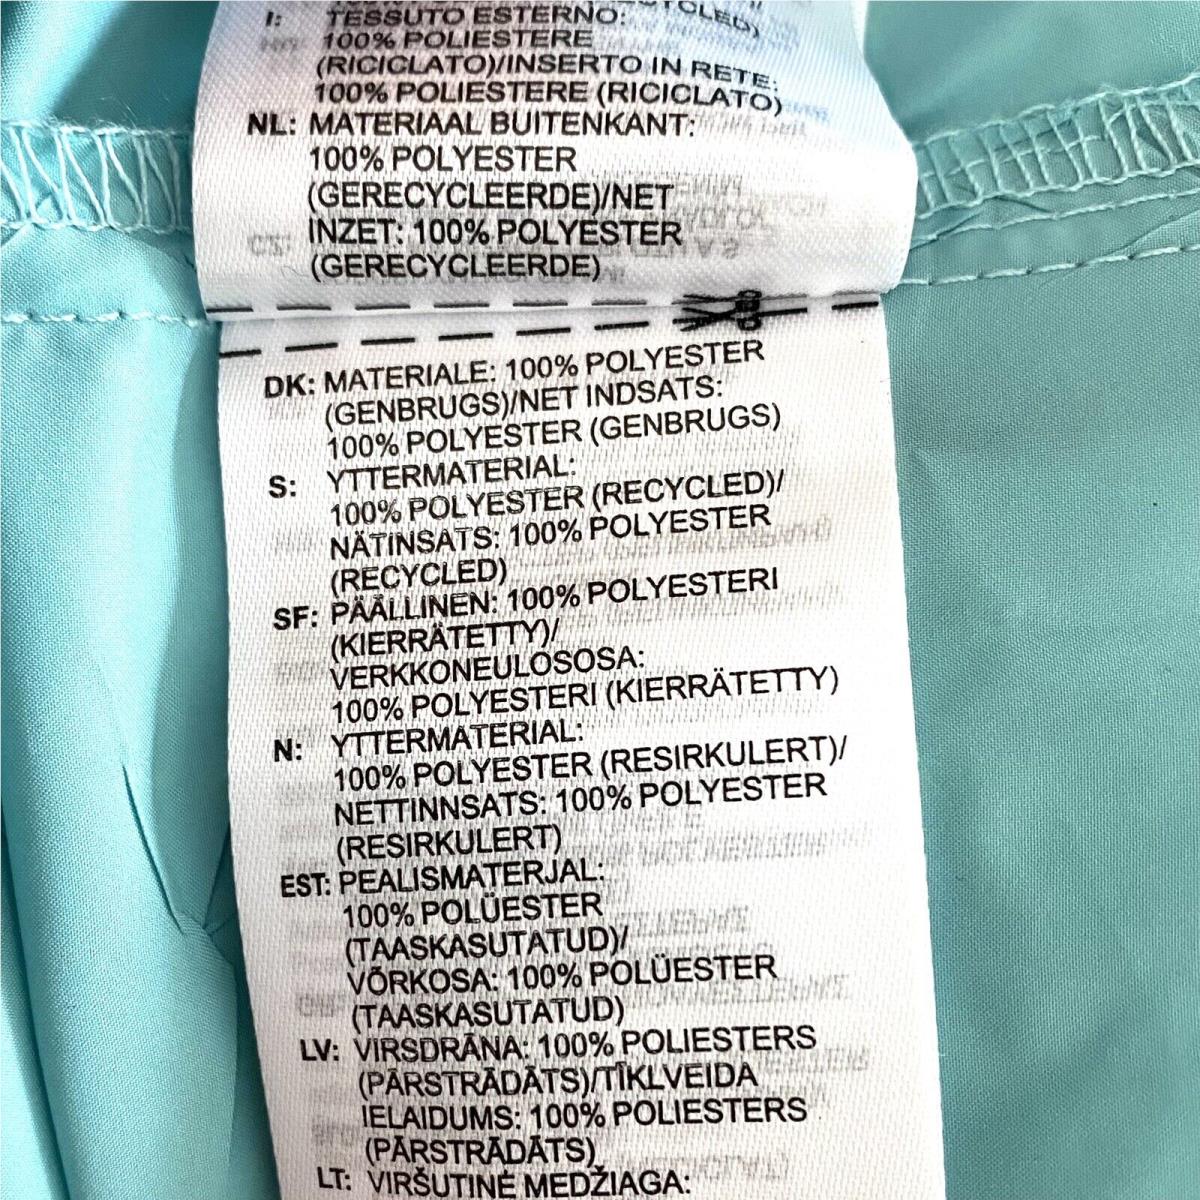 I: TESSUTO ESTERNO:
100% POLIESTERE
(RICICLATO)/INSERTO IN RETE:
100% POLIESTERE (RICICLATO)
NL: MATERIAAL BUITENKANT:
100% POLYESTER
(GERECYCLEERDE)/NET
INZET: 100% POLYESTER
(GERECYCLEERDE)
DK: MATERIALE: 100% POLYESTER
(GENBRUGS)/NET INDSATS:
100% POLYESTER (GENBRUGS)
S: YTTERMATERIAL:
100% POLYESTER (RECYCLED)/
NÄTINSATS: 100% POLYESTER
(RECYCLED)
SF: PÄÄLLINEN: 100% POLYESTERI
(KIERRÄTETTY)/
VERKKONEULOSOSA:
100% POLYESTERI (KIERRÄTETTY)
N: YTTERMATERIAL:
100% POLYESTER (RESIRKULERT)/
NETTINNSATS: 100% POLYESTER
(RESIRKULERT)
EST: PEALISMATERJAL:
100% POLÜESTER
(TAASKASUTATUD)/
VÕRKOSA: 100% POLÜESTER
(TAASKASUTATUD)
LV: VIRSDRĀNA: 100% POLIESTERS
(PĀRSTRĀDĀTS)/TĪKLVEIDA
IELAIDUMS: 100% POLIESTERS
(PĀRSTRĀDĀTS)
LT: VIRŠUTINĖ MEDŽIAGA: